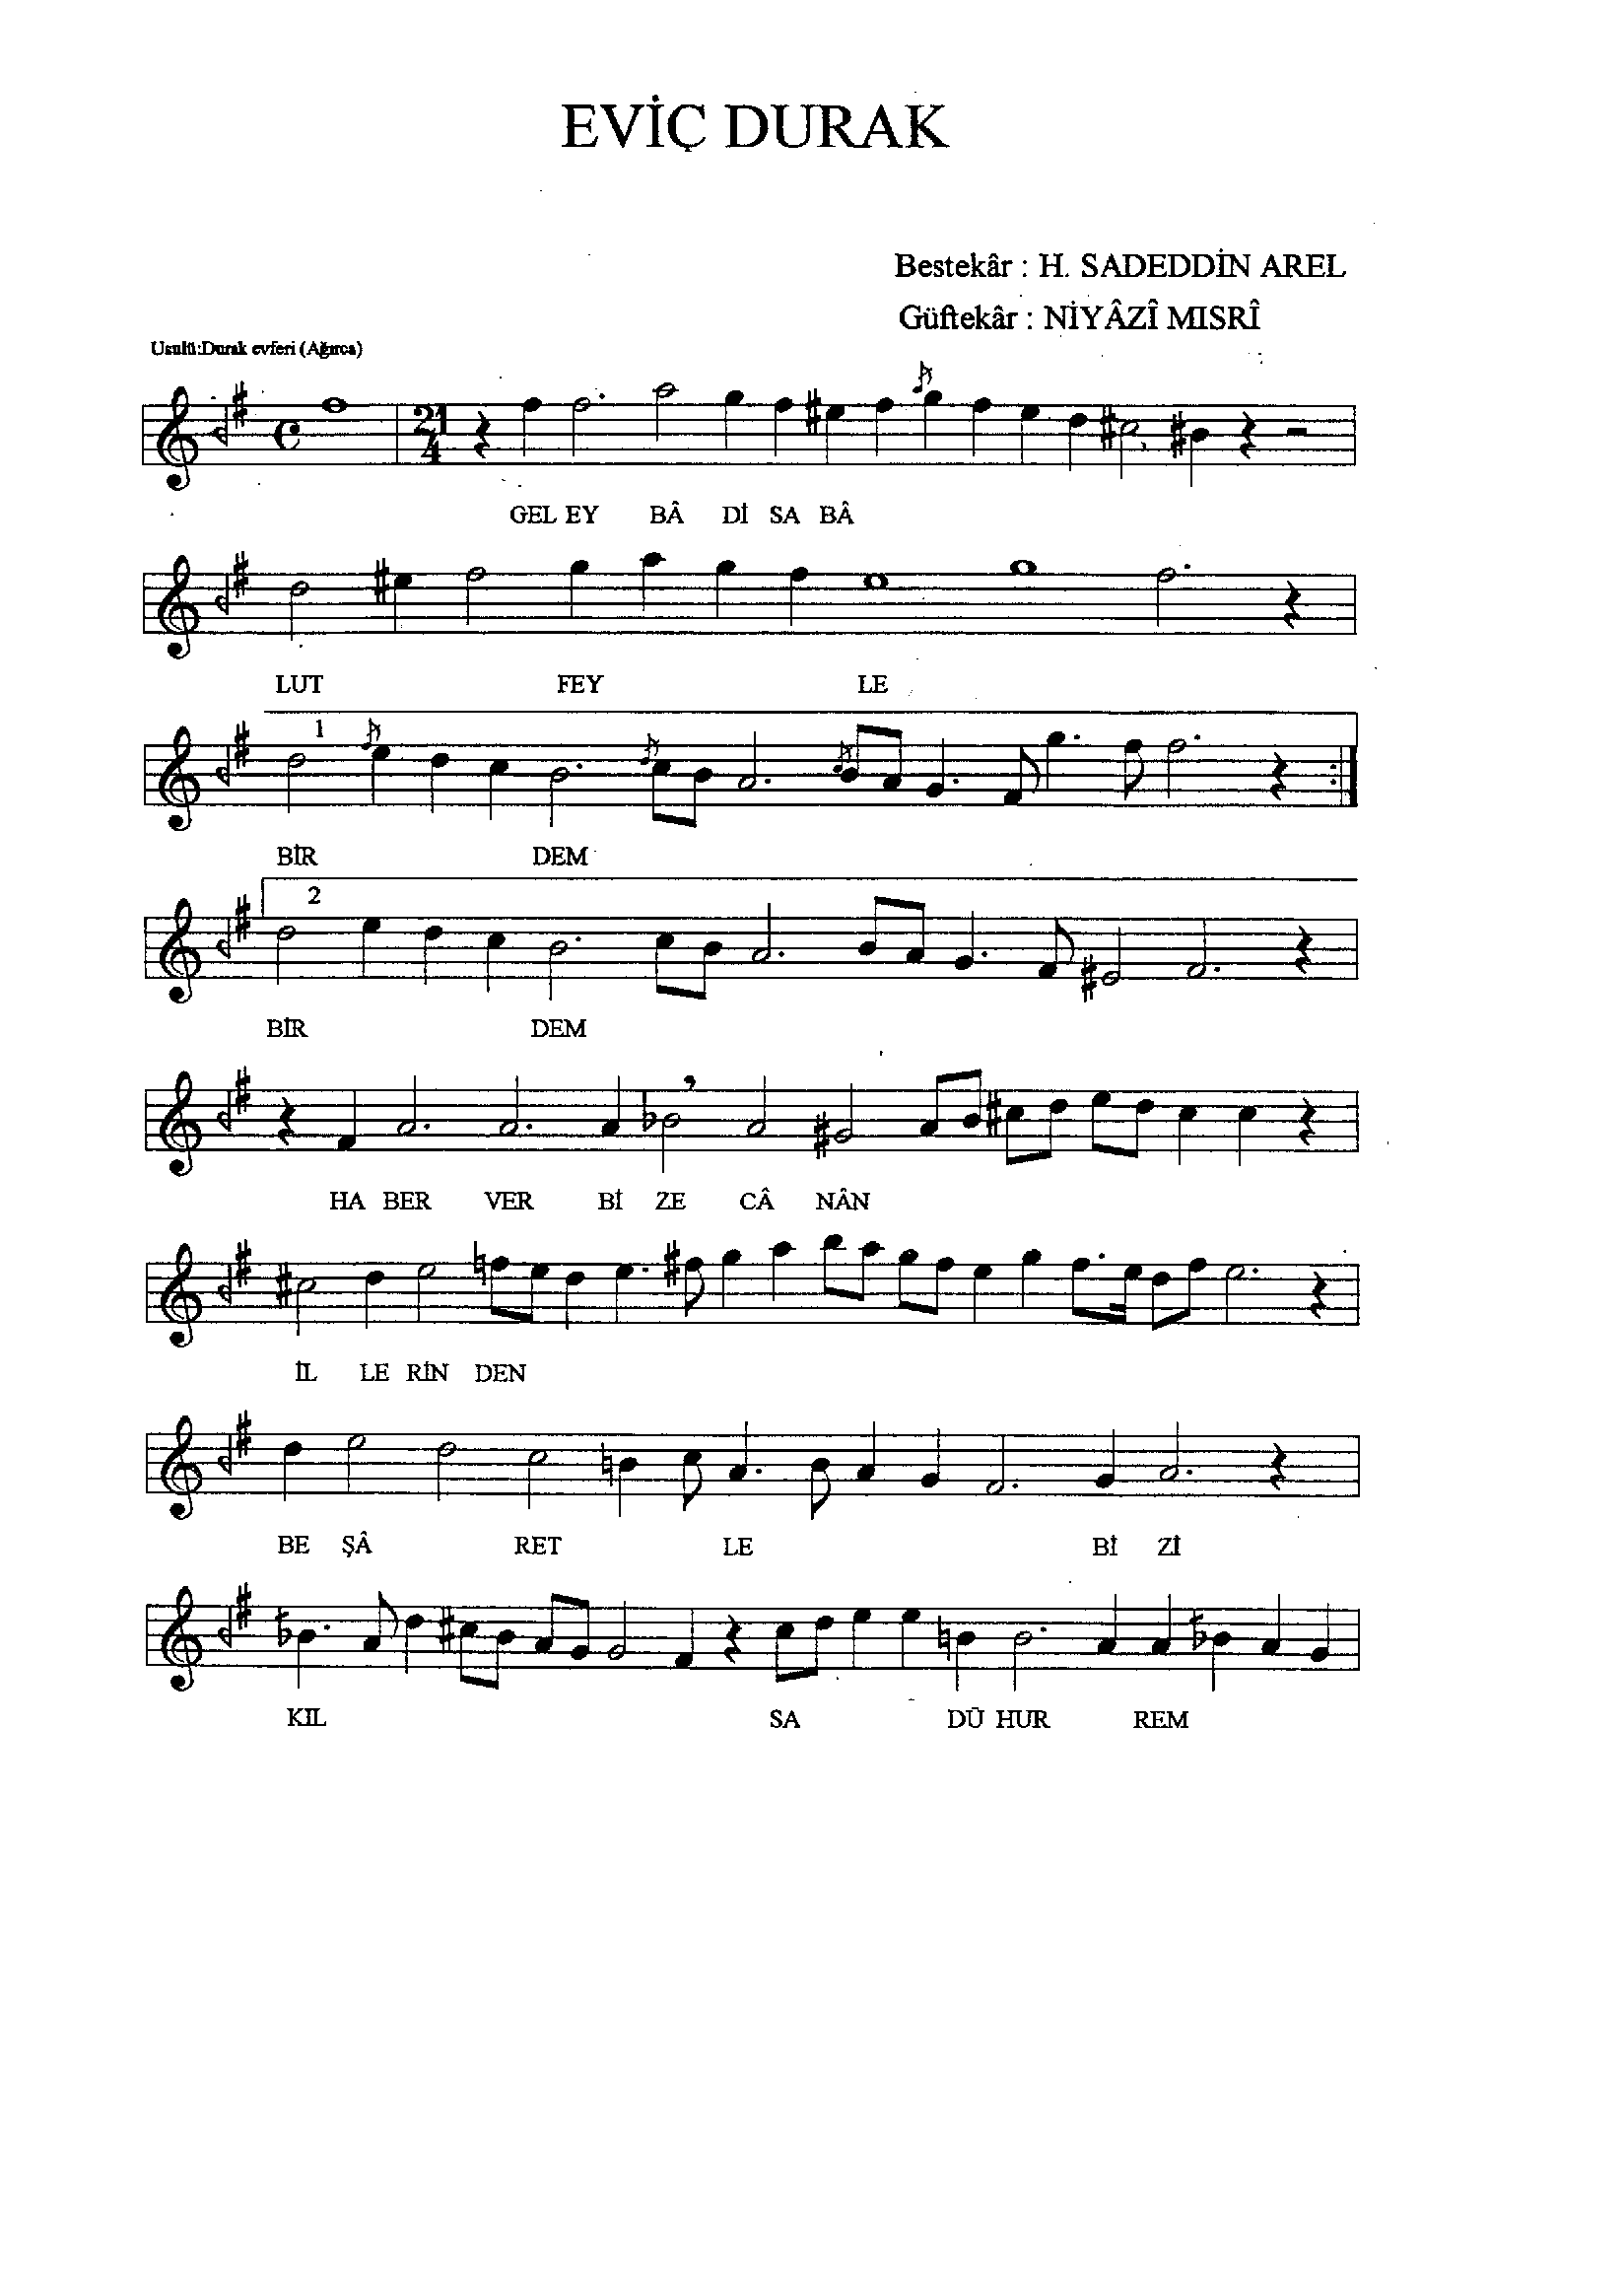 EVİÇ DURAK
Bestekâr : H. SADEDDİN AREL
Güftekâr : NİYÂZÎ MISRÎ
Usulü:Durak evferi (Ağırca)
21
4
GEL EY BÂ Dİ SA BÂ
LUT FEY LE
1
BİR DEM
2
BİR DEM
HA BER VER Bİ ZE CÂ NÂN
İL LE RİN DEN
BE ŞÂ RET LE Bİ Zİ
KIL SA DÜ HUR REM